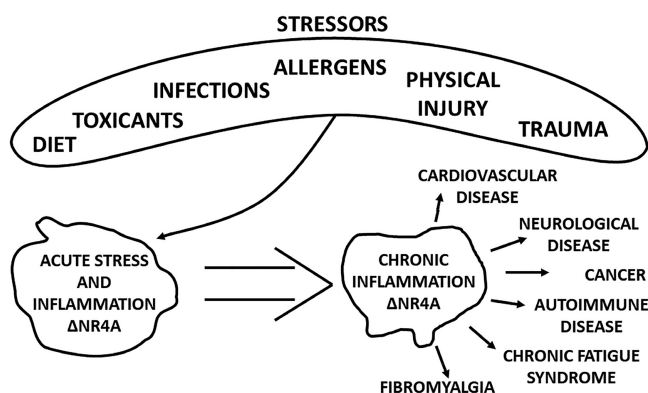 STRESSORS
ALLERGENS
INFECTIONS
PHYSICAL
INJURY
TOXICANTS
TRAUMA
DIET
CARDIOVASCULAR
DISEASE
ACUTE STRESS
AND
INFLAMMATION
ΔNR4A
CHRONIC
INFLAMMATION
ΔNR4A
NEUROLOGICAL
DISEASE
CANCER
AUTOIMMUNE
DISEASE
CHRONIC FATIGUE
SYNDROME
FIBROMYALGIA